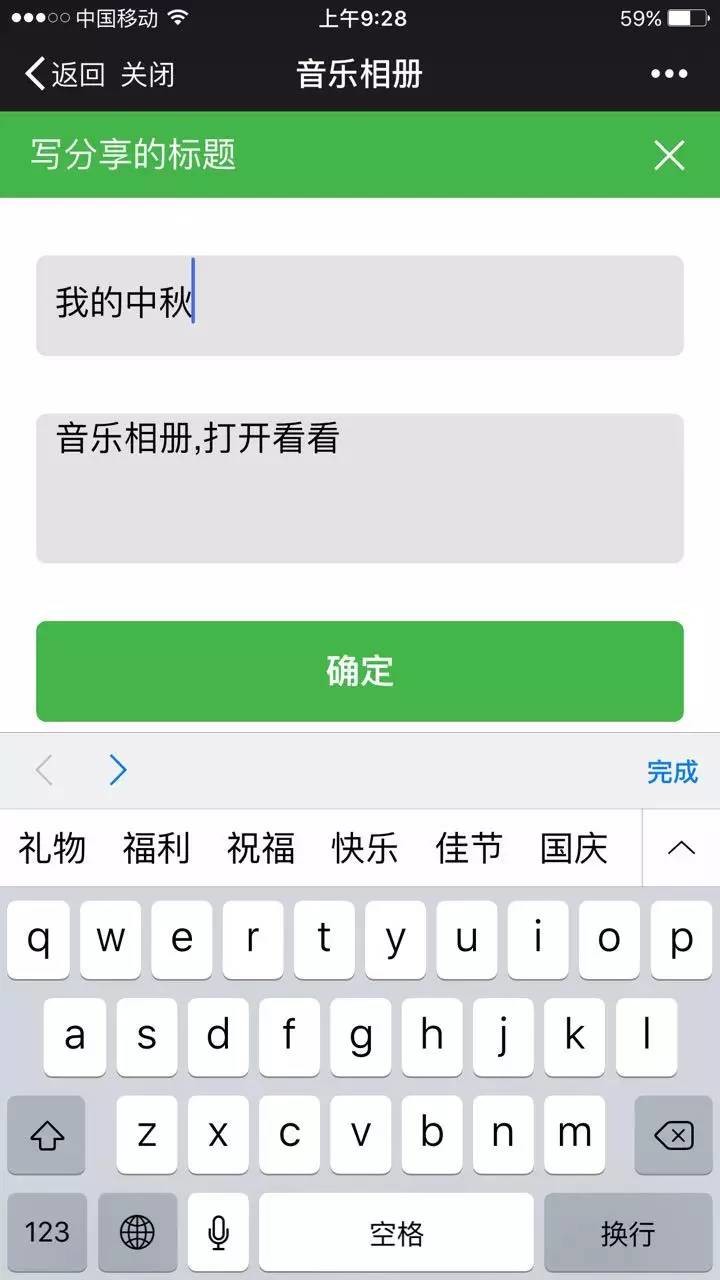 中国移动 上午9:28 59%
返回 关闭 音乐相册
写分享的标题
我的中秋
音乐相册,打开看看
确定
完成
礼物 福利 祝福 快乐 佳节 国庆
q w e r t y u i o p
a s d f g h j k l
z x c v b n m
123 空格 换行